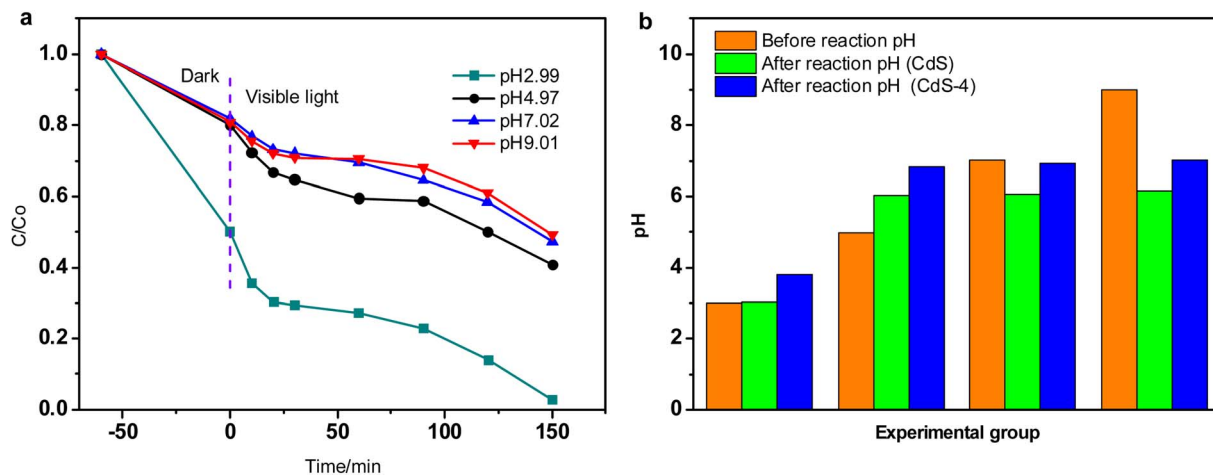 a
1.0
0.8
0.6
0.4
0.2
0.0
C/Co
Dark
Visible light
pH2.99
pH4.97
pH7.02
pH9.01
-50
0
50
100
150
Time/min
b
10
8
6
4
2
0
pH
Before reaction pH
After reaction pH (CdS)
After reaction pH (CdS-4)
Experimental group